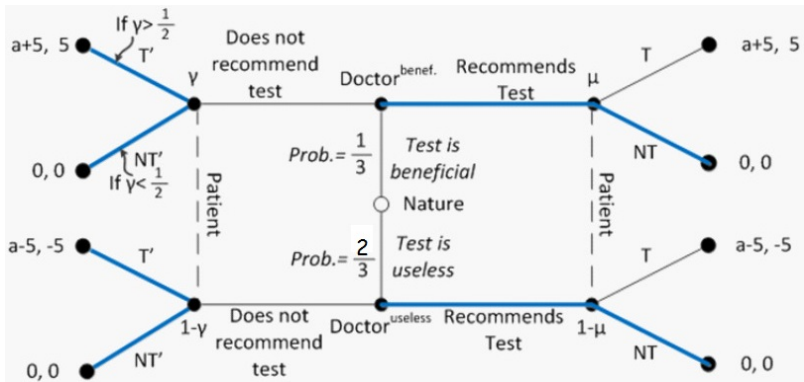 If γ> 1/2
a+5, 5
T'
Does not
recommend
test
γ
Doctor benef.
Recommends
Test
μ
T
a+5, 5
NT'
0, 0
If γ< 1/2
Prob.= 1/3
Test is
beneficial
NT
0, 0
Patient
Nature
Patient
a-5, -5
T'
Prob.= 2/3
Test is
useless
T
a-5, -5
1-γ
Does not
recommend
test
Doctor useless
Recommends
Test
1-μ
NT'
0, 0
NT
0, 0